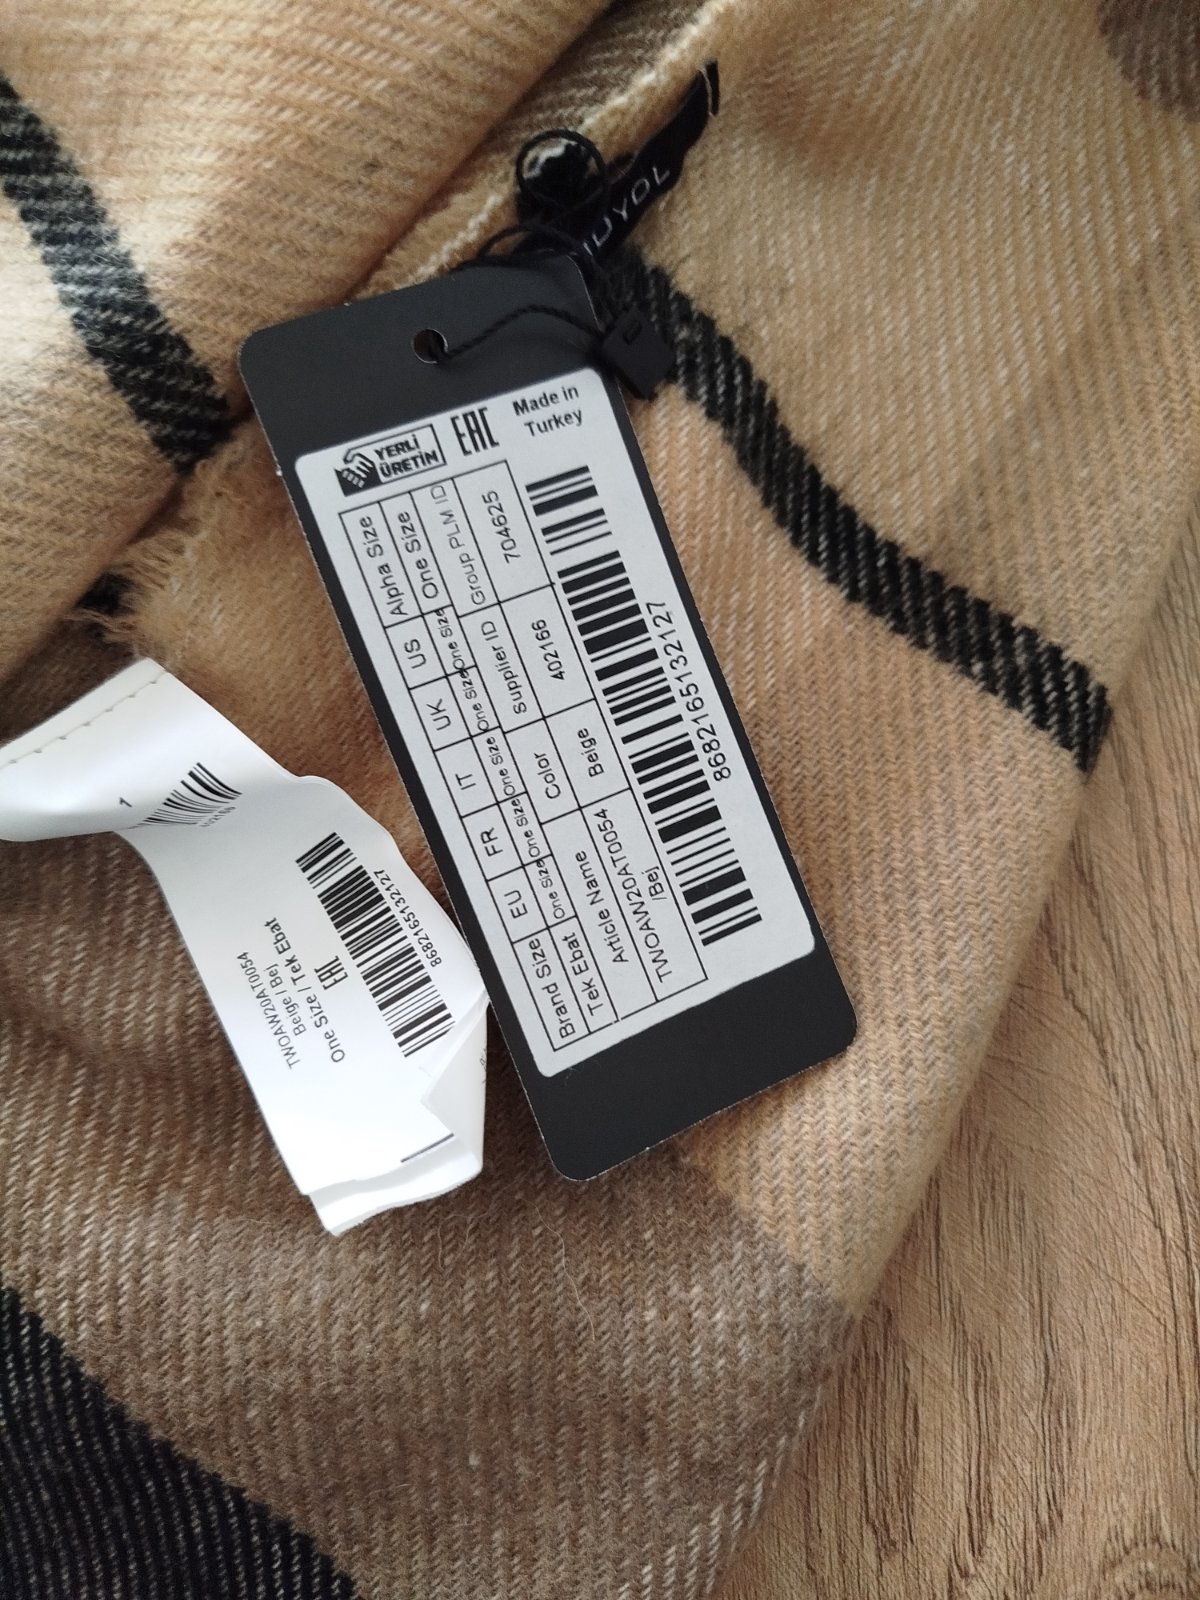 YERLİ
ÜRETİN
EAC
Made in
Turkey
Brand Size EU FR IT UK US Alpha Size
Tek Ebat One Size One Size One Size One Size One Size One Size
Article Name Color Supplier ID Group PLM ID
TWOAW20AT0054
/Bej
Beige 402166 704625
8682165132127
TWOAW20AT0054
Beige / Bej
One Size / Tek Ebat
EAC
8682165132127
1